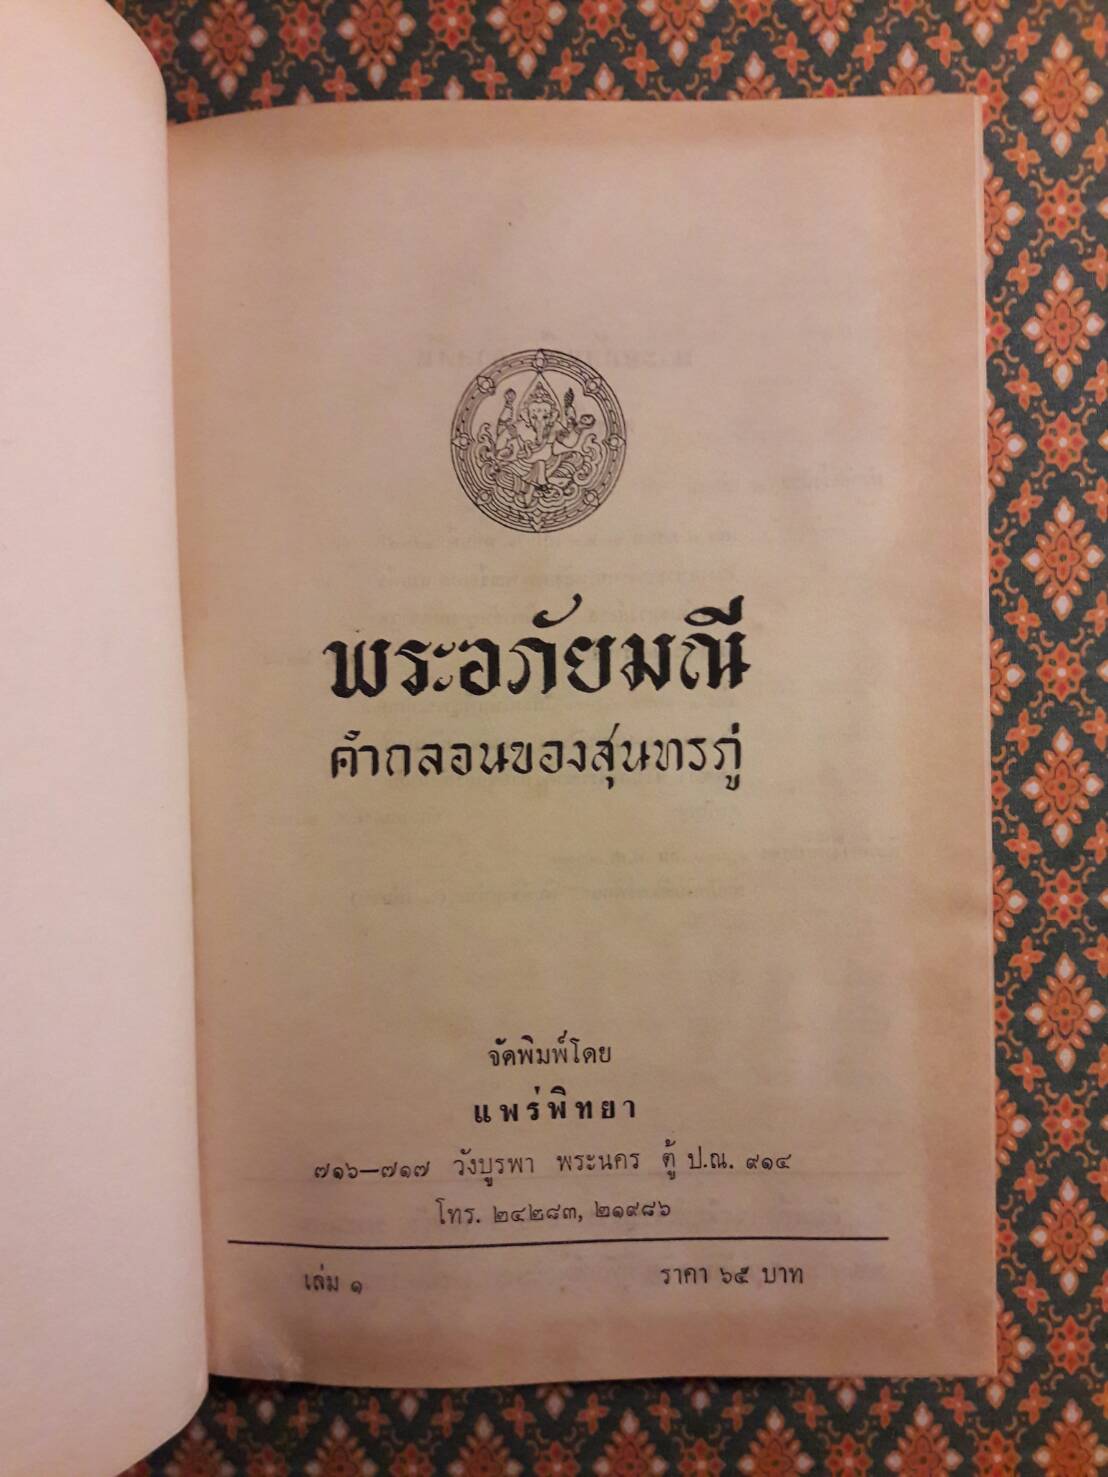 พระอภัยมณี
คำกลอนของสุนทรภู่
จัดพิมพ์โดย
แพร่พิทยา
๗๑๖—๗๑๗ วังบูรพา พระนคร ตู้ ป.ณ. ๙๑๔
โทร. ๒๔๒๘๓, ๒๑๙๘๖
เล่ม ๑ ราคา ๖๕ บาท